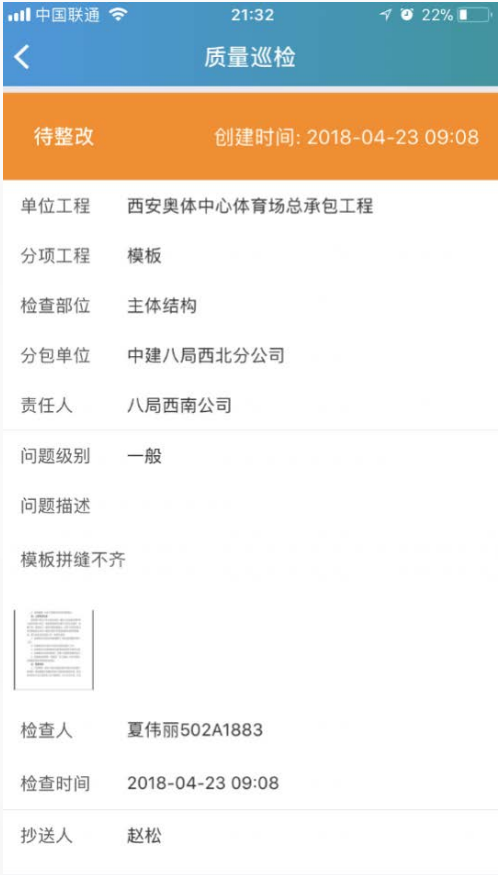 中国联通 21:32 22%
质量巡检
待整改 创建时间: 2018-04-23 09:08
单位工程 西安奥体中心体育场总承包工程
分项工程 模板
检查部位 主体结构
分包单位 中建八局西北分公司
责任人 八局西南公司
问题级别 一般
问题描述
模板拼缝不齐
检查人 夏伟丽502A1883
检查时间 2018-04-23 09:08
抄送人 赵松